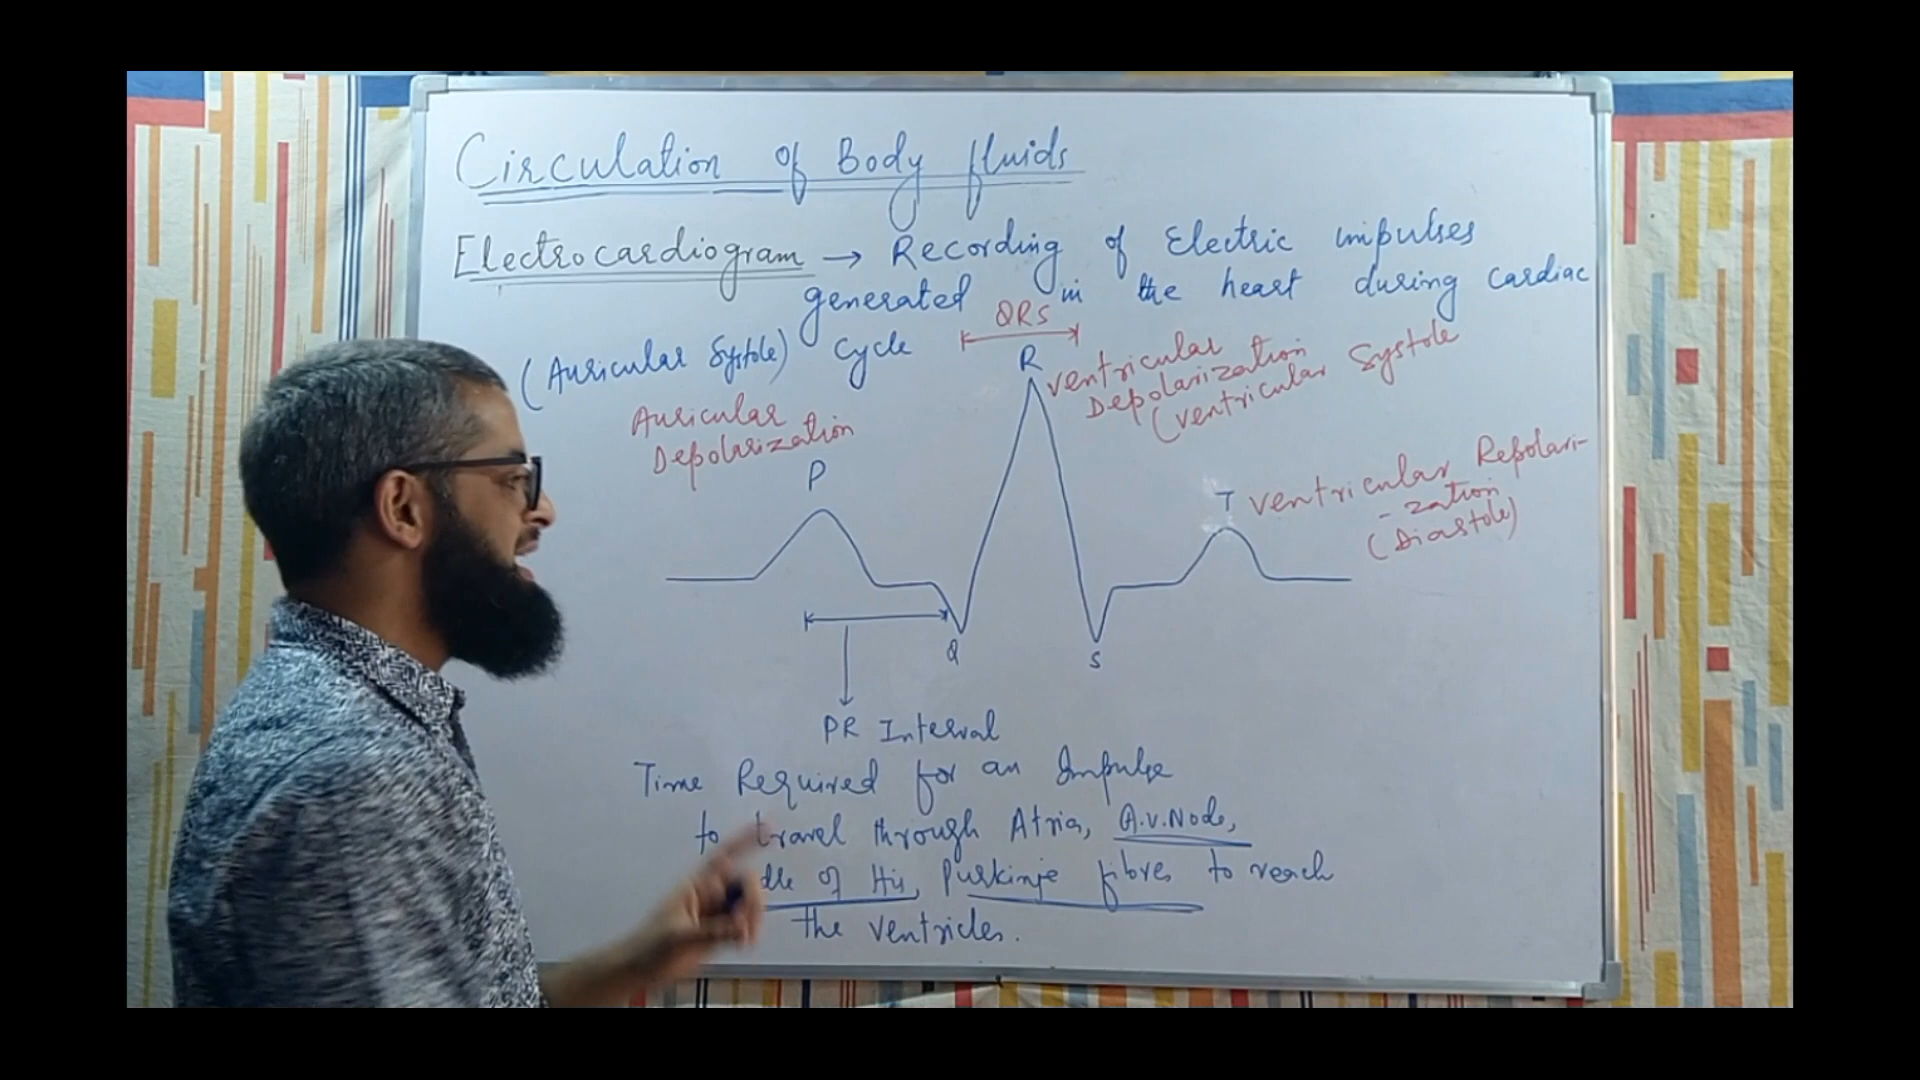 Circulation of Body fluids
Electrocardiogram → Recording of Electric impulses
generated in the heart during cardiac
cycle
(Auricular Systole)
Auricular
Depolarization
P
QRS
R
ventricular
Depolarization
(ventricular Systole
T
ventricular Repolari-
-zation
(Diastole)
Q
S
PR Interval
Time Required for an Impulse
to travel through Atria, A.V.Node,
dle of His, Purkinje fibres to reach
the ventricles.